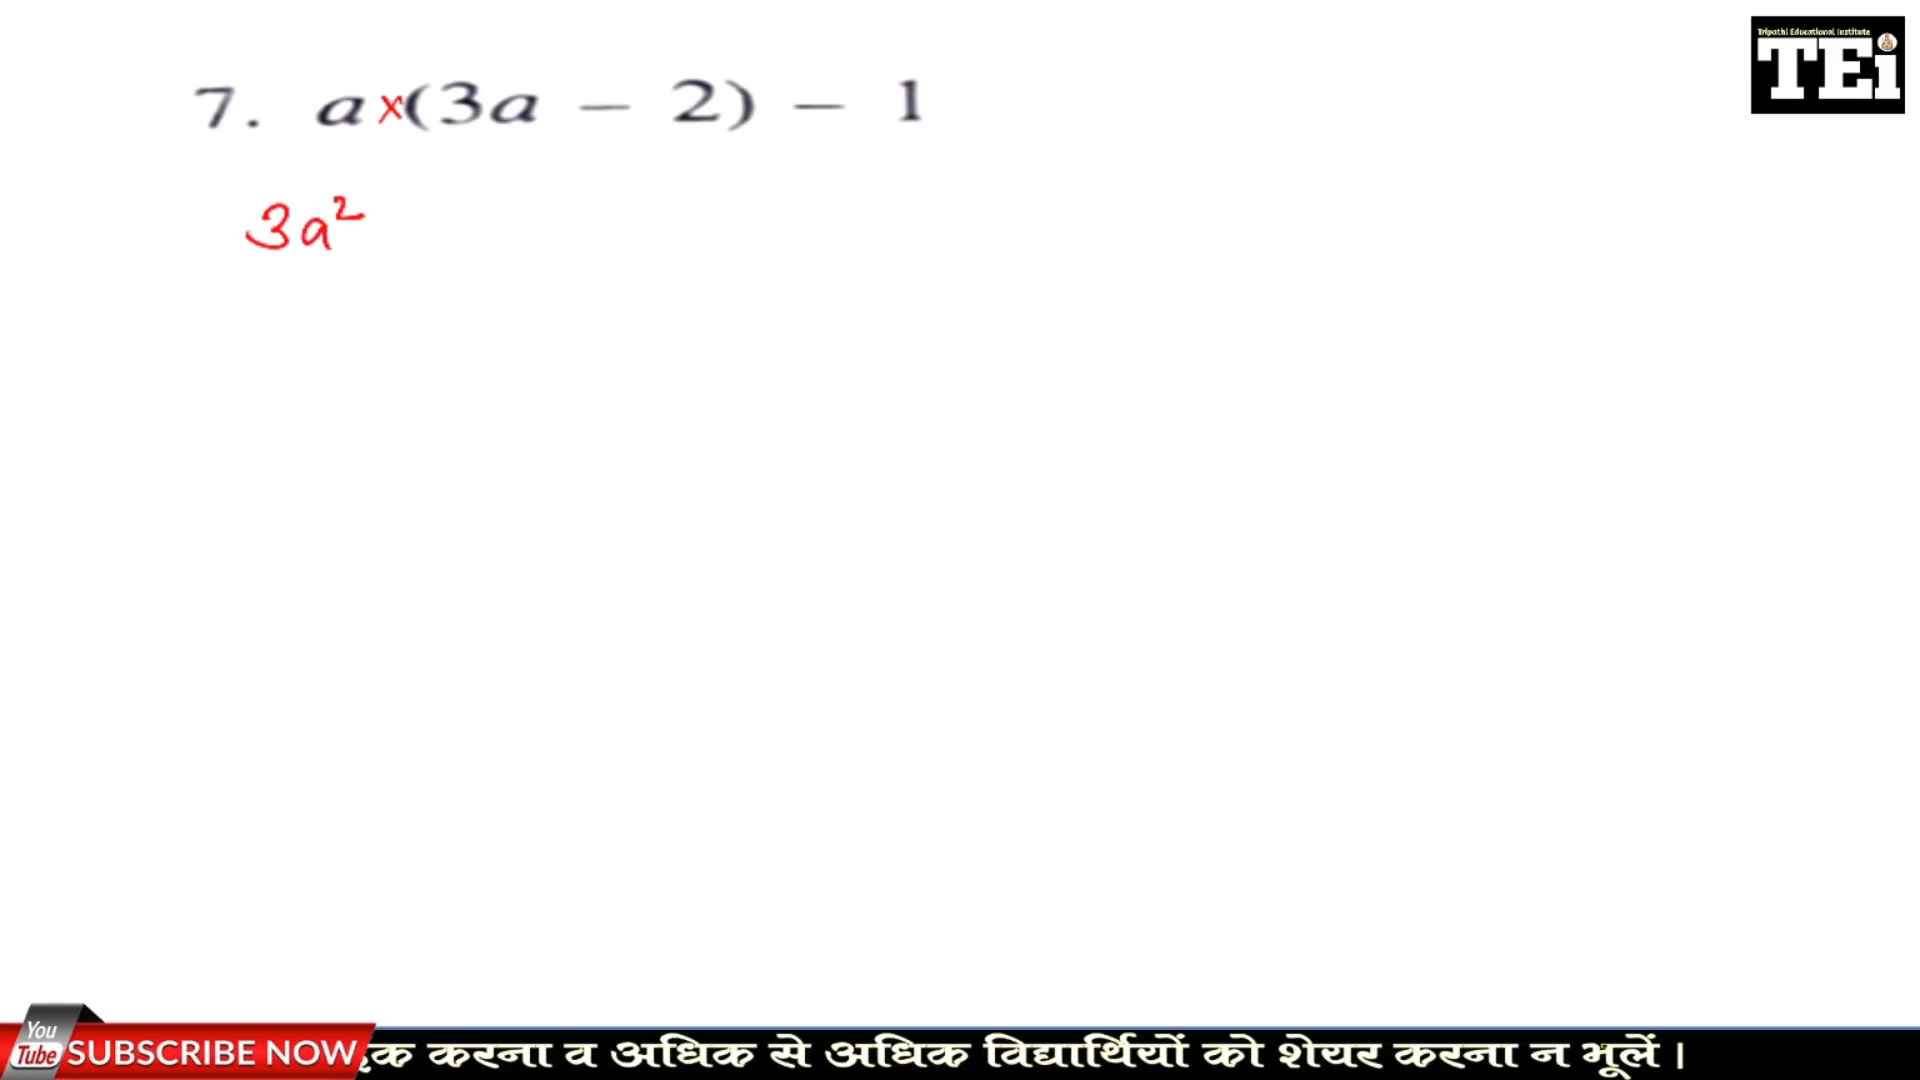 Tripathi Educational Institute
TEi
7. a x(3a − 2) − 1
3a²
You
Tube SUBSCRIBE NOW करना व अधिक से अधिक विद्यार्थियों को शेयर करना न भूलें।